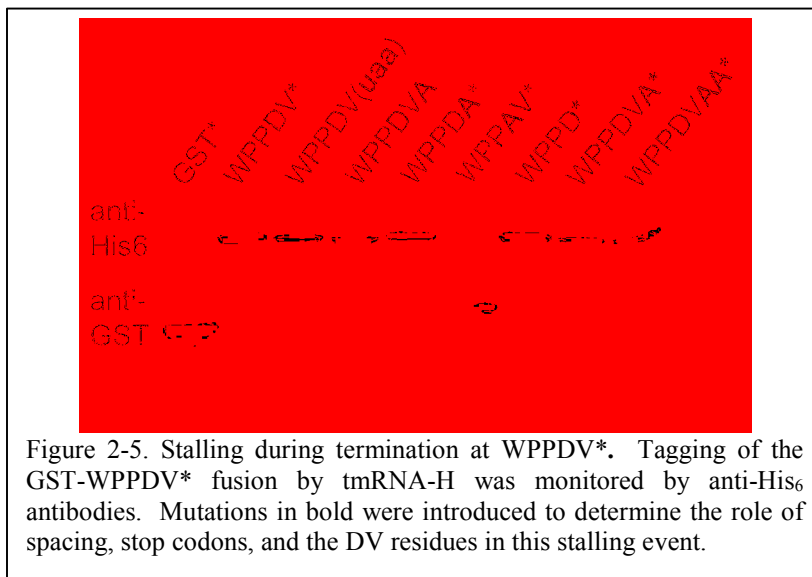 GST*
WPPDV*
WPPDV(uaa)
WPPDVA
WPPDA*
WPPAV*
WPPD*
WPPDVA*
WPPDVAA*
anti-
His6
anti-
GST
Figure 2-5. Stalling during termination at WPPDV*. Tagging of the
GST-WPPDV* fusion by tmRNA-H was monitored by anti-His₆
antibodies. Mutations in bold were introduced to determine the role of
spacing, stop codons, and the DV residues in this stalling event.